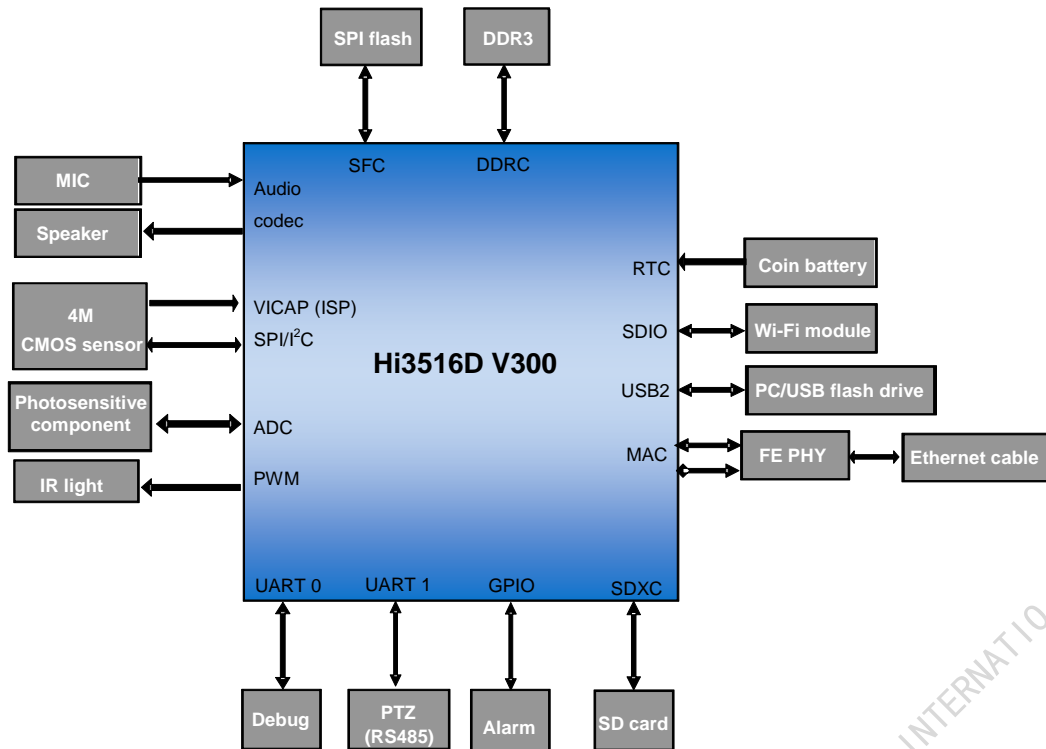 SPI flash
DDR3
SFC
DDRC
MIC
Speaker
Audio
codec
4M
CMOS sensor
VICAP (ISP)
SPI/I²C
Photosensitive
component
ADC
IR light
PWM
Hi3516D V300
RTC
Coin battery
SDIO
Wi-Fi module
USB2
PC/USB flash drive
MAC
FE PHY
Ethernet cable
UART 0
UART 1
GPIO
SDXC
Debug
PTZ
(RS485)
Alarm
SD card
INTERNATIO